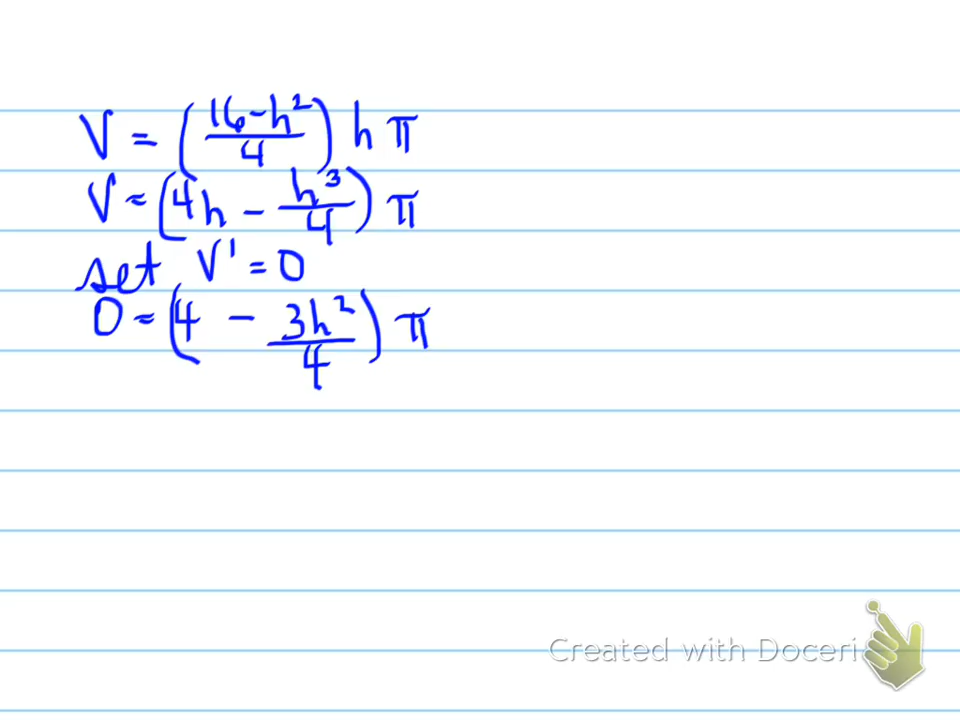 V = (16-h²/4) h π
V = (4h - h³/4) π
set V' = 0
0 = (4 - 3h²/4) π
Created with Doceri